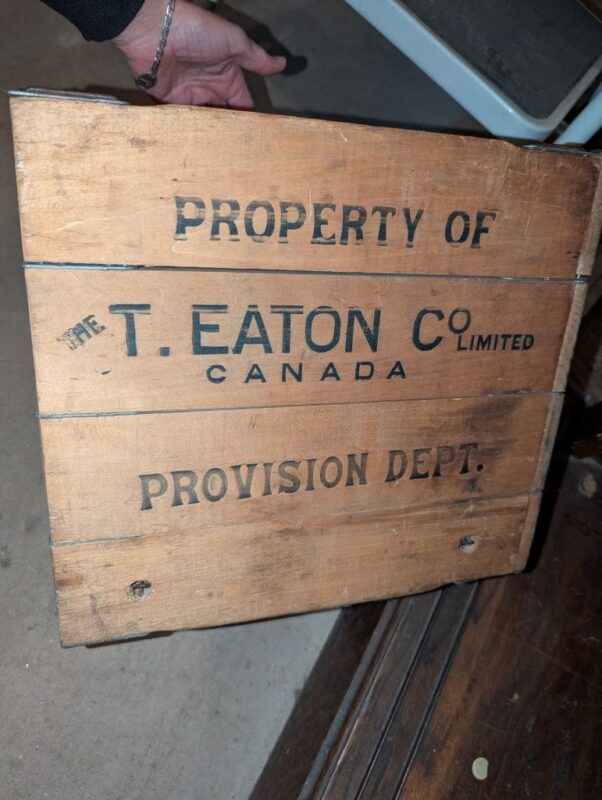 PROPERTY OF
THE T. EATON CO LIMITED
CANADA
PROVISION DEPT.